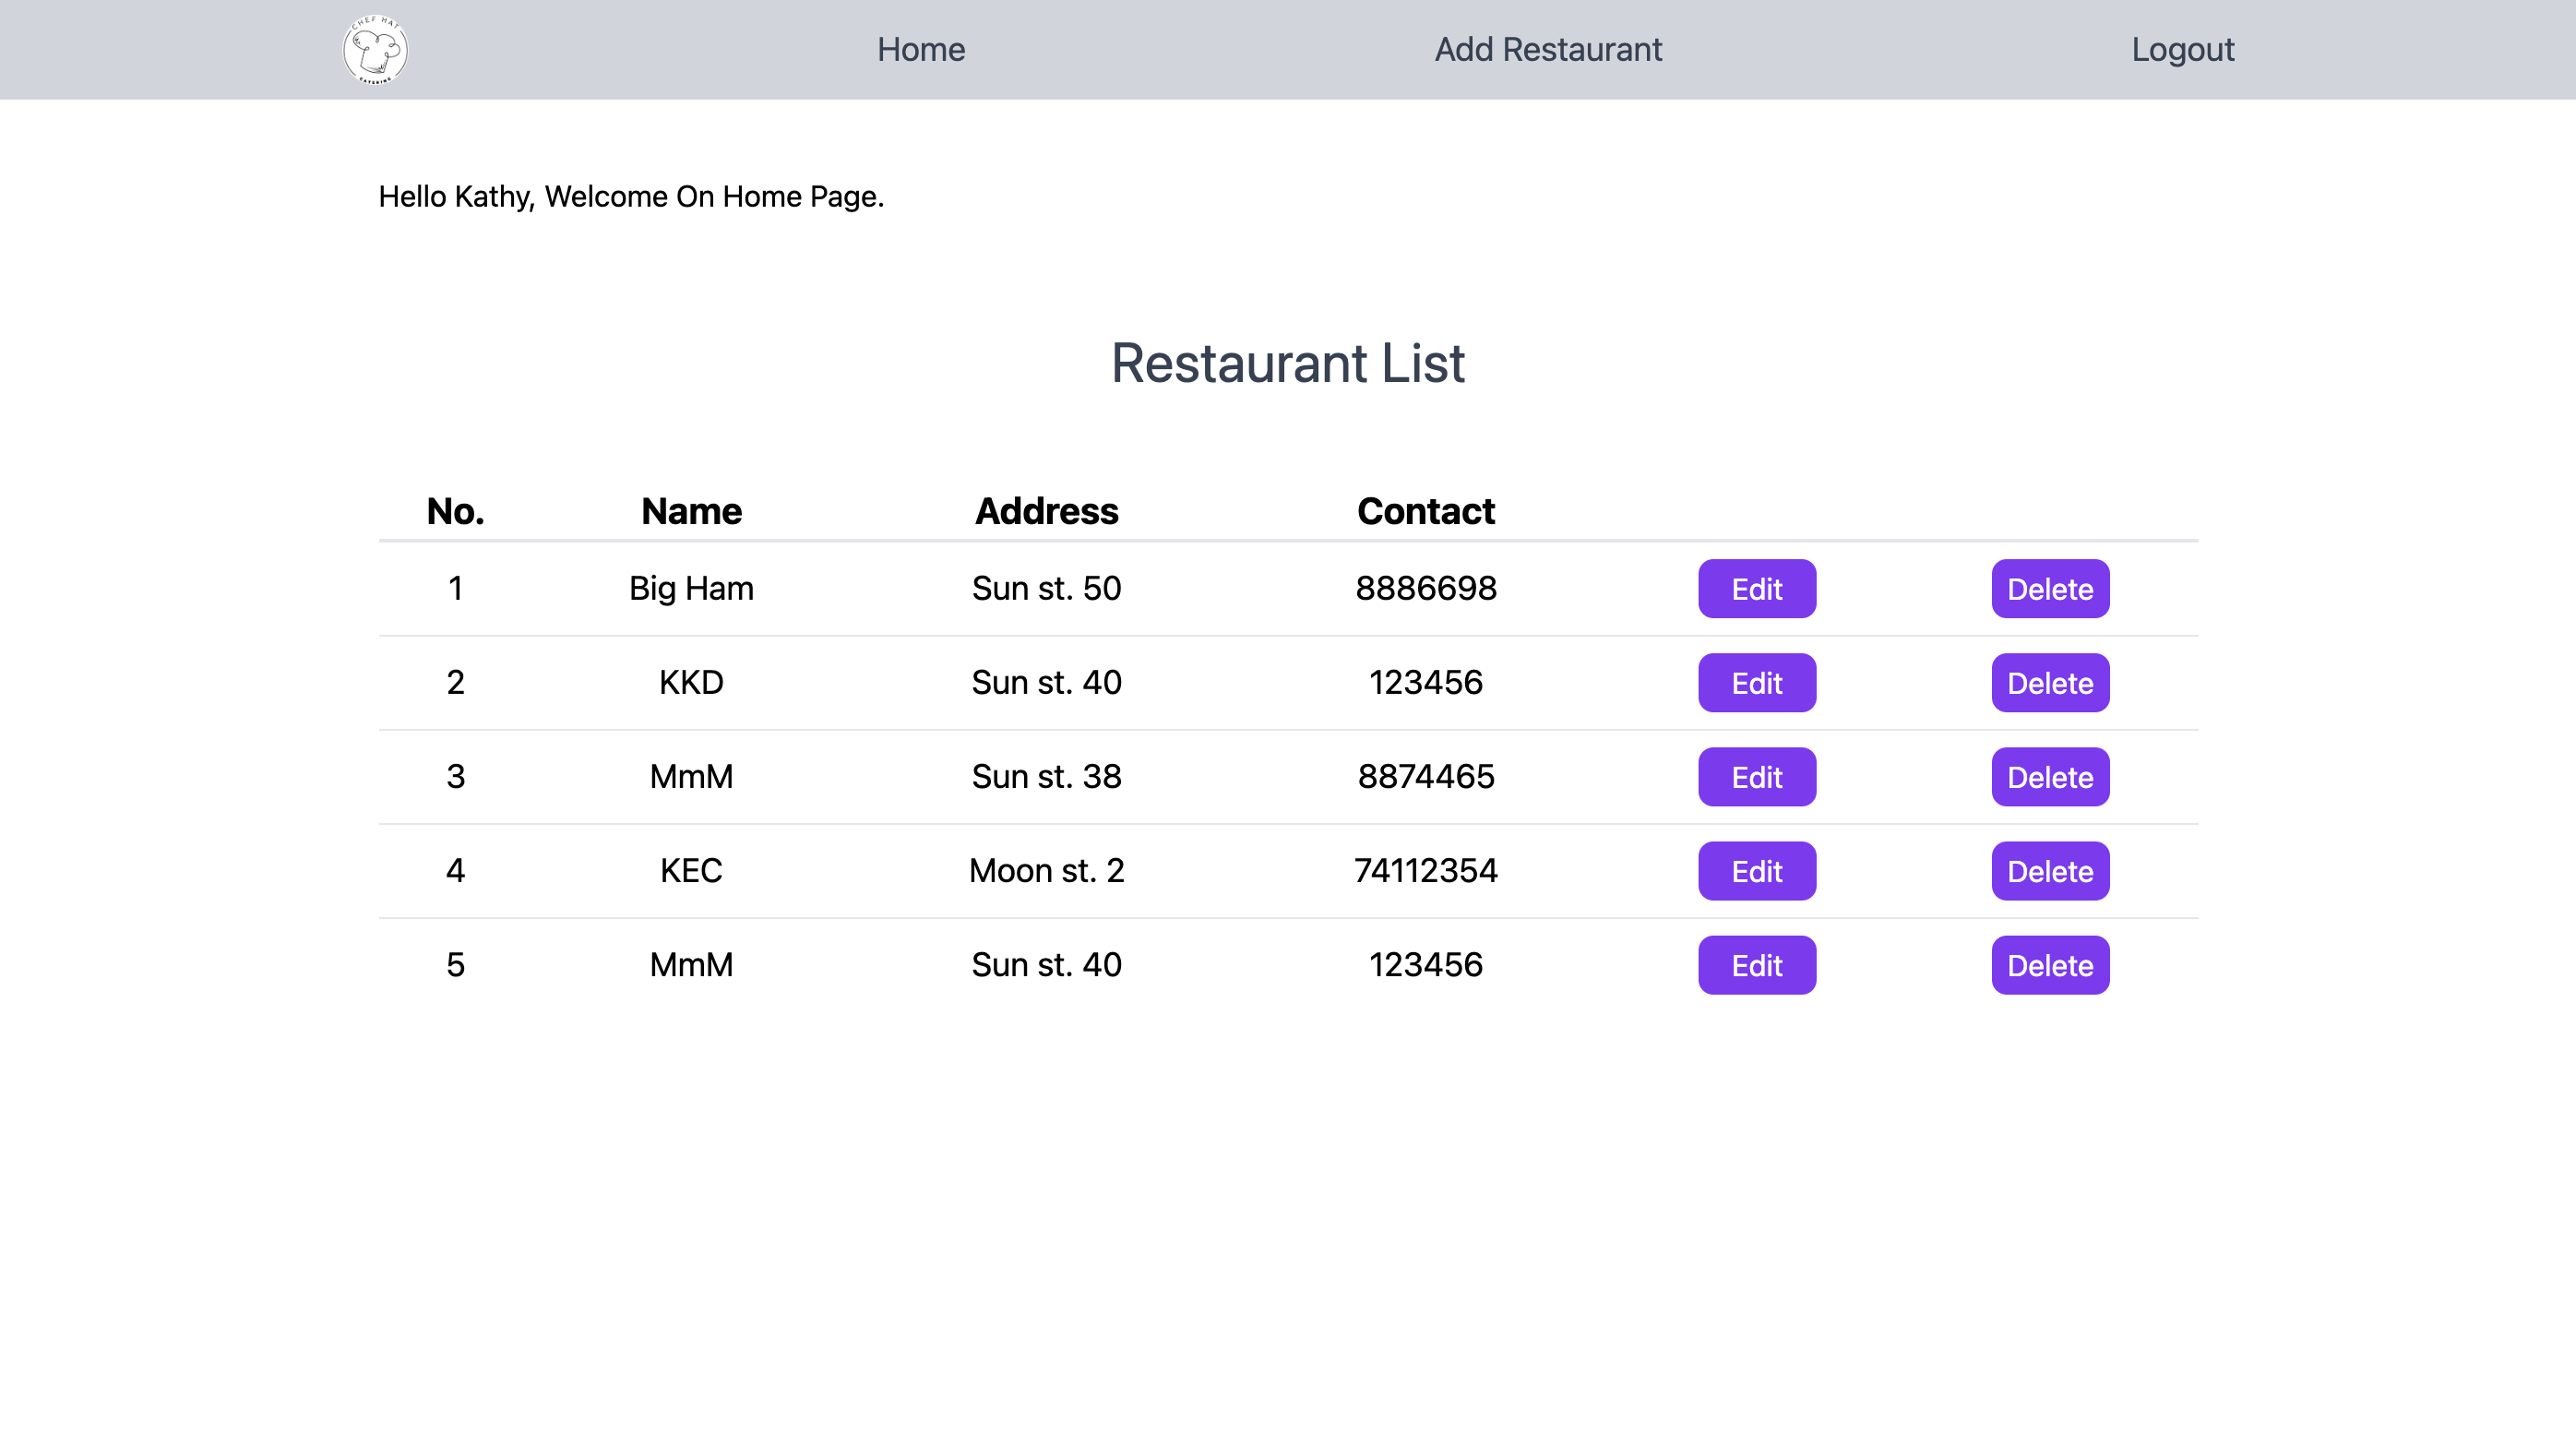 CHEF HAT
CATERING
Home Add Restaurant Logout
Hello Kathy, Welcome On Home Page.
Restaurant List
No. Name Address Contact
1 Big Ham Sun st. 50 8886698 Edit Delete
2 KKD Sun st. 40 123456 Edit Delete
3 MmM Sun st. 38 8874465 Edit Delete
4 KEC Moon st. 2 74112354 Edit Delete
5 MmM Sun st. 40 123456 Edit Delete